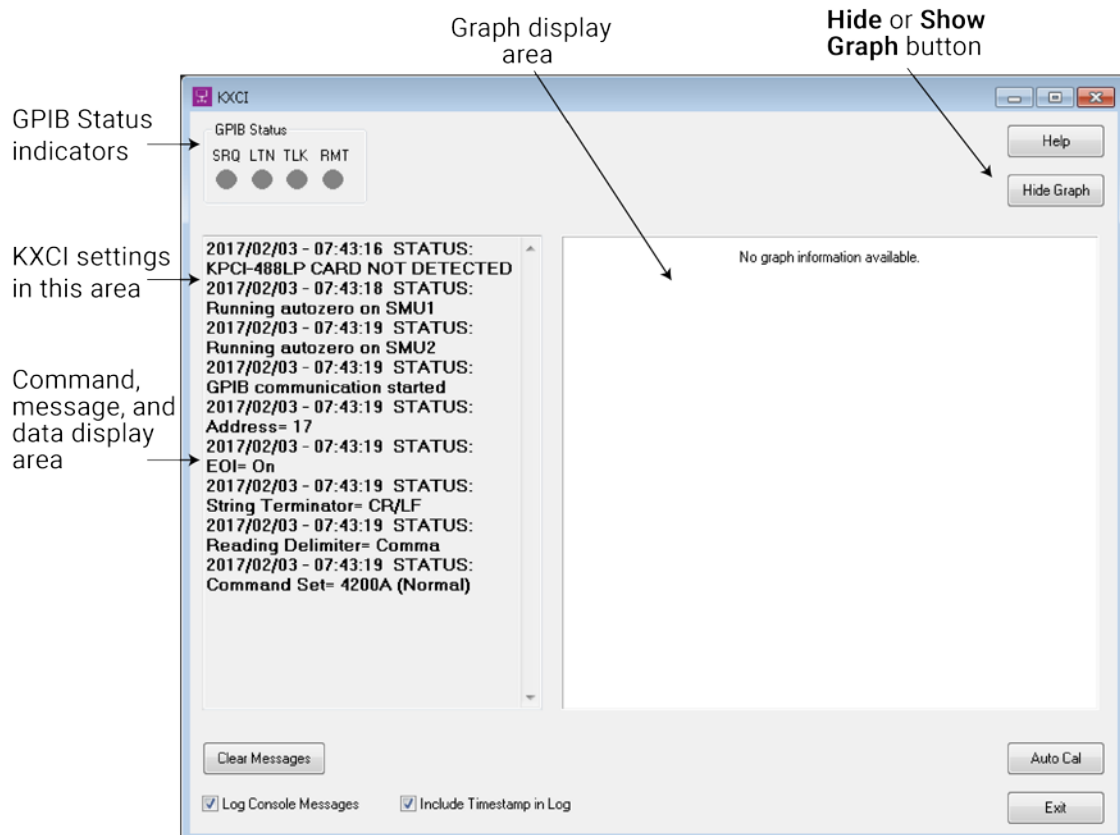 Graph display
area
Hide or Show
Graph button
GPIB Status
indicators
KXCI settings
in this area
Command,
message, and
data display
area
KXCI
GPIB Status
SRQ LTN TLK RMT
Help
Hide Graph
2017/02/03 - 07:43:16 STATUS:
KPCI-488LP CARD NOT DETECTED
2017/02/03 - 07:43:18 STATUS:
Running autozero on SMU1
2017/02/03 - 07:43:19 STATUS:
Running autozero on SMU2
2017/02/03 - 07:43:19 STATUS:
GPIB communication started
2017/02/03 - 07:43:19 STATUS:
Address= 17
2017/02/03 - 07:43:19 STATUS:
EOI= On
2017/02/03 - 07:43:19 STATUS:
String Terminator= CR/LF
2017/02/03 - 07:43:19 STATUS:
Reading Delimiter= Comma
2017/02/03 - 07:43:19 STATUS:
Command Set= 4200A (Normal)
No graph information available.
Clear Messages
Auto Cal
Log Console Messages
Include Timestamp in Log
Exit